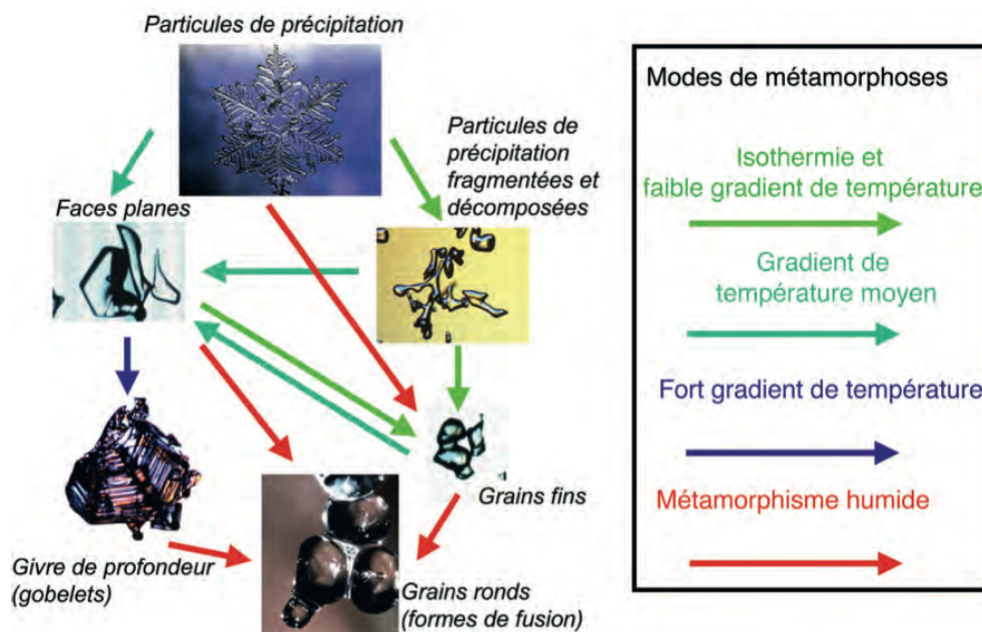 Particules de précipitation
Particules de
précipitation
fragmentées et
décomposées
Faces planes
Grains fins
Givre de profondeur
(gobelets)
Grains ronds
(formes de fusion)
Modes de métamorphoses
Isothermie et
faible gradient de température
Gradient de
température moyen
Fort gradient de température
Métamorphisme humide